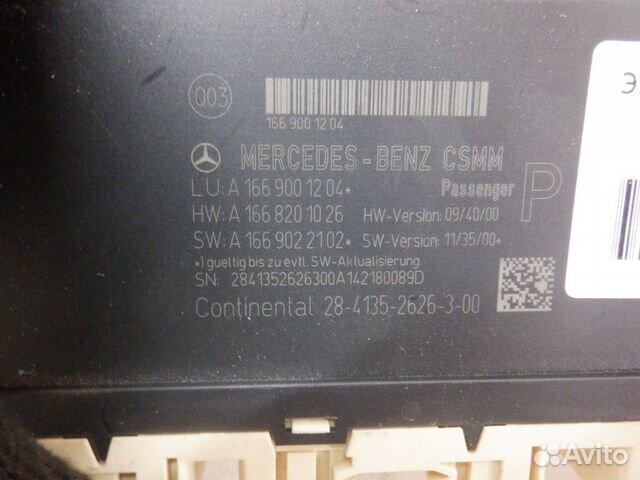 Q03
166 900 12 04
MERCEDES-BENZ CSMM
LU: A 166 900 12 04* Passenger P
HW: A 166 820 10 26 HW-Version: 09/40/00
SW: A 166 902 21 02* SW-Version: 11/35/00*
*) gueltig bis zu evtl. SW-Aktualisierung
SN: 2841352626300A142180089D
Continental 28-4135-2626-3-00
Avito